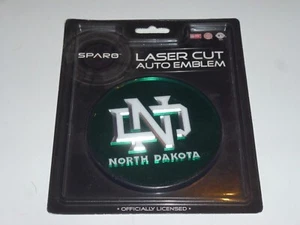 SPARO
LASER CUT
AUTO EMBLEM
ND
NORTH DAKOTA
• OFFICIALLY LICENSED •